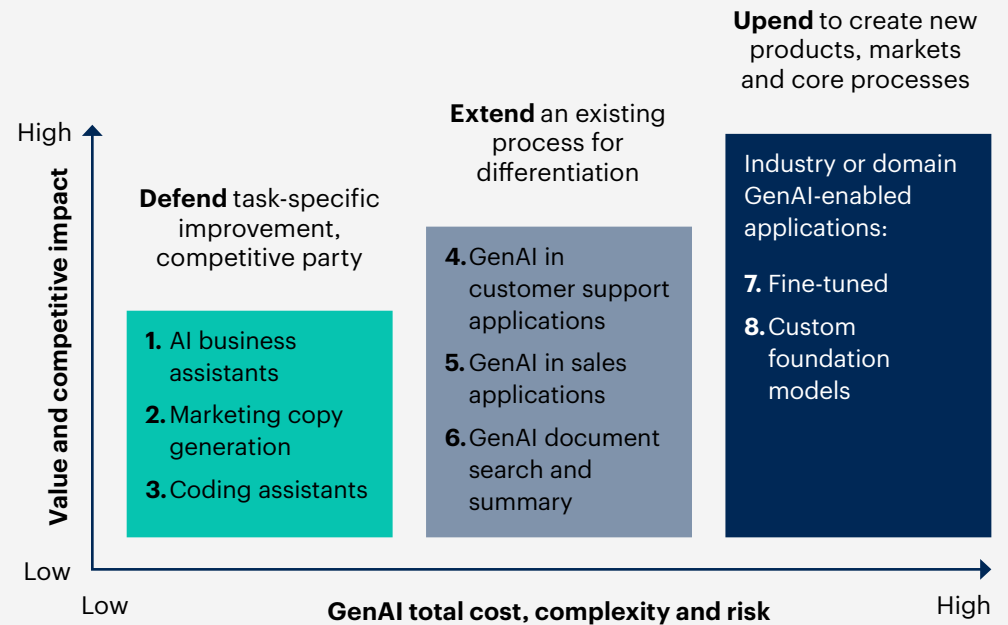 Upend to create new
products, markets
and core processes
Extend an existing
process for
differentiation
Defend task-specific
improvement,
competitive party
High
Value and competitive impact
Low
1. AI business
assistants
2. Marketing copy
generation
3. Coding assistants
4. GenAI in
customer support
applications
5. GenAI in sales
applications
6. GenAI document
search and
summary
Industry or domain
GenAI-enabled
applications:
7. Fine-tuned
8. Custom
foundation
models
Low
GenAI total cost, complexity and risk
High